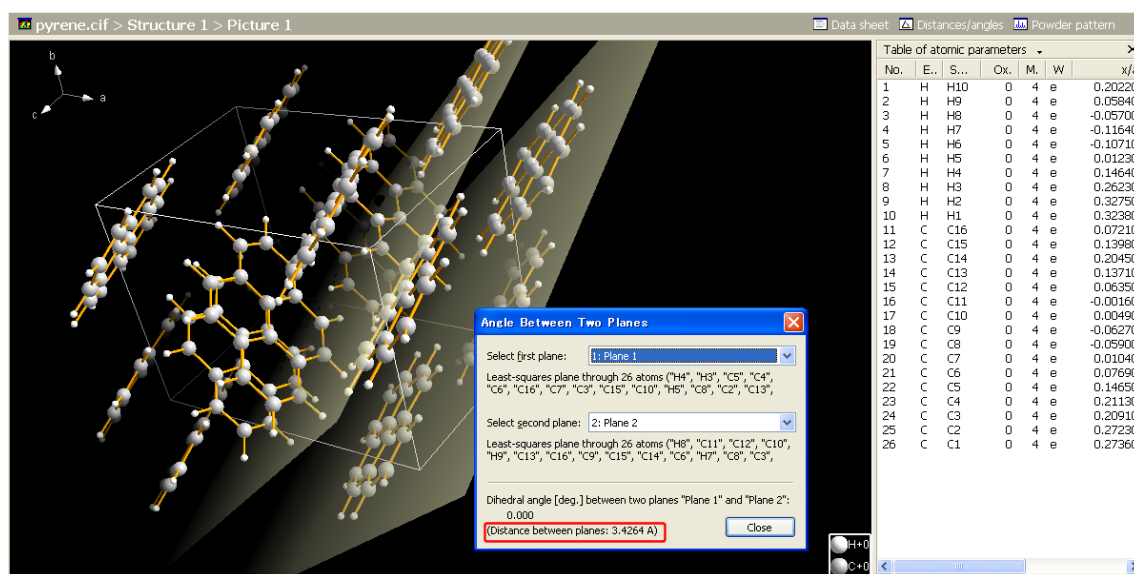 pyrene.cif > Structure 1 > Picture 1
Data sheet Distances/angles Powder pattern
b
a
c
Table of atomic parameters
No. E.. S... Ox. M. W x/a
1 H H10 0 4 e 0.2022
2 H H9 0 4 e 0.0584
3 H H8 0 4 e -0.0570
4 H H7 0 4 e -0.1164
5 H H6 0 4 e -0.1071
6 H H5 0 4 e 0.0123
7 H H4 0 4 e 0.1464
8 H H3 0 4 e 0.2623
9 H H2 0 4 e 0.3275
10 H H1 0 4 e 0.3238
11 C C16 0 4 e 0.0721
12 C C15 0 4 e 0.1398
13 C C14 0 4 e 0.2045
14 C C13 0 4 e 0.1371
15 C C12 0 4 e 0.0635
16 C C11 0 4 e -0.0016
17 C C10 0 4 e 0.0049
18 C C9 0 4 e -0.0627
19 C C8 0 4 e -0.0590
20 C C7 0 4 e 0.0104
21 C C6 0 4 e 0.0769
22 C C5 0 4 e 0.1465
23 C C4 0 4 e 0.2113
24 C C3 0 4 e 0.2091
25 C C2 0 4 e 0.2723
26 C C1 0 4 e 0.2736
Angle Between Two Planes
Select first plane: 1: Plane 1
Least-squares plane through 26 atoms ("H4", "H3", "C5", "C4",
"C6", "C16", "C7", "C3", "C15", "C10", "H5", "C8", "C2", "C13",
Select second plane: 2: Plane 2
Least-squares plane through 26 atoms ("H8", "C11", "C12", "C10",
"H9", "C13", "C16", "C9", "C15", "C14", "C6", "H7", "C8", "C3",
Dihedral angle [deg.] between two planes "Plane 1" and "Plane 2":
0.000
(Distance between planes: 3.4264 A)
Close
H+0
C+0